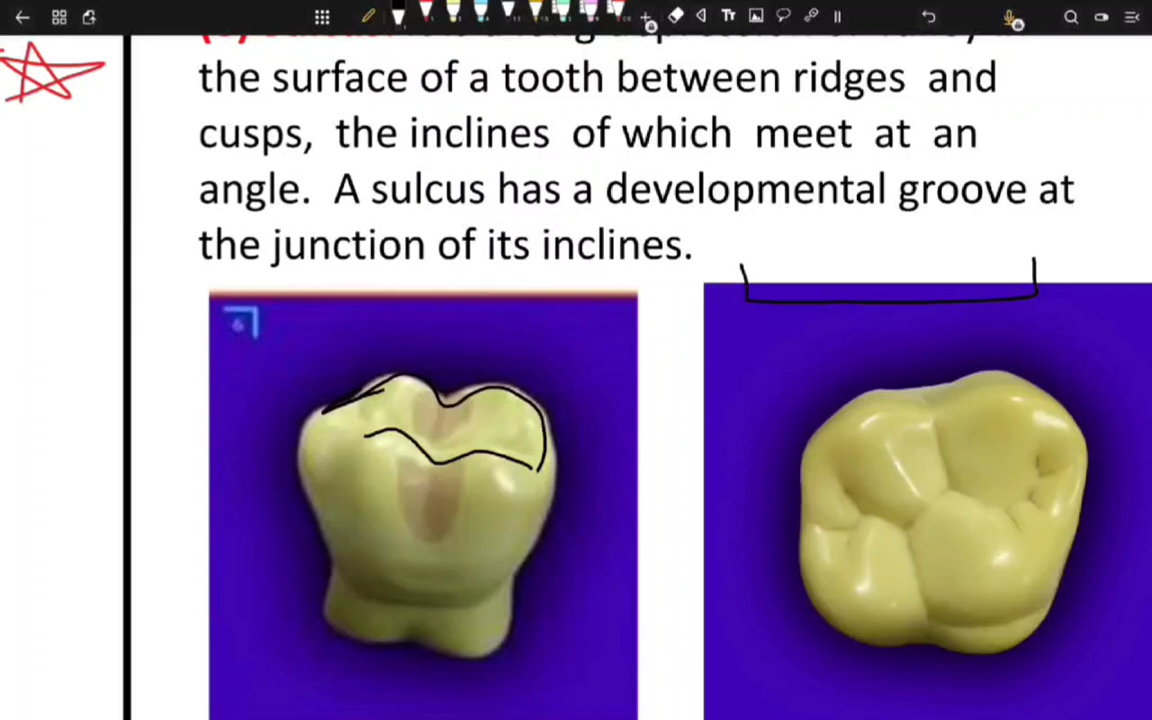 the surface of a tooth between ridges and
cusps, the inclines of which meet at an
angle. A sulcus has a developmental groove at
the junction of its inclines.